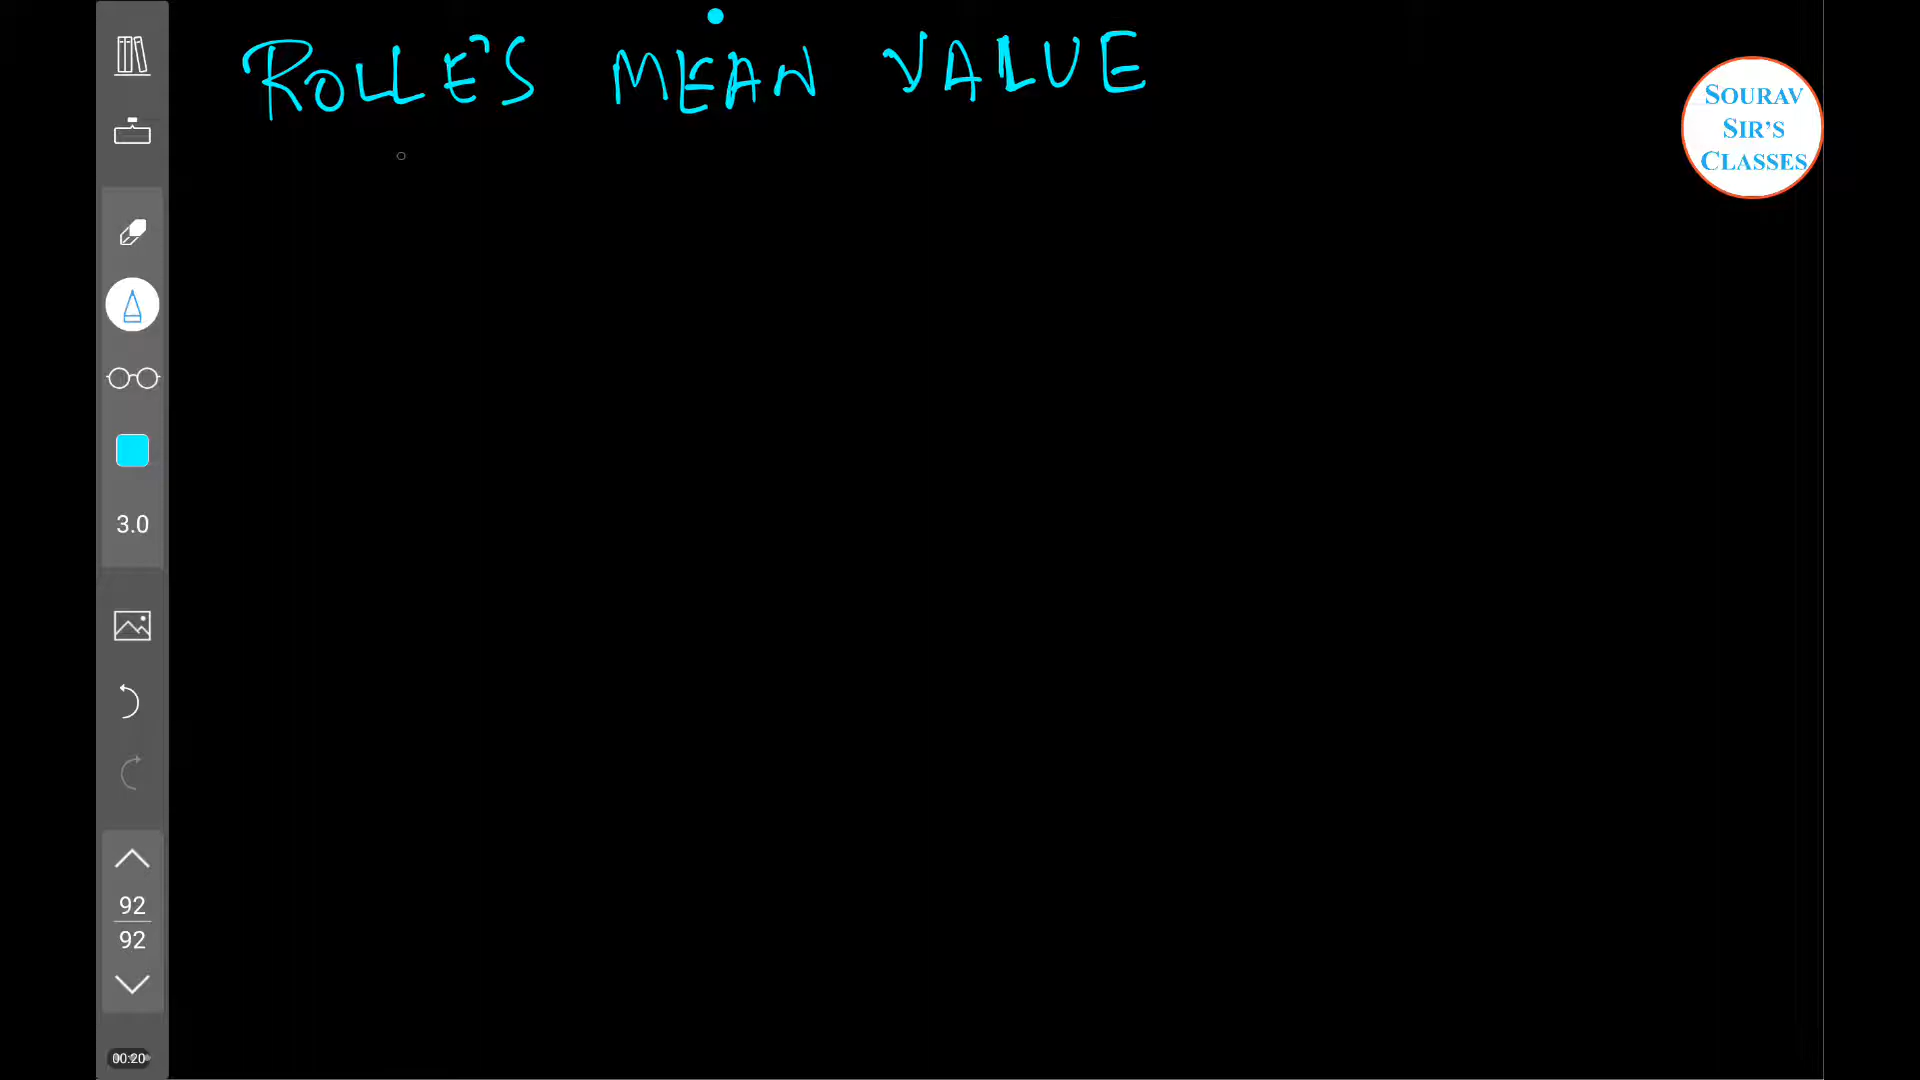 ROLLE'S MEAN VALUE
SOURAV
SIR'S
CLASSES
3.0
92
92
00:20